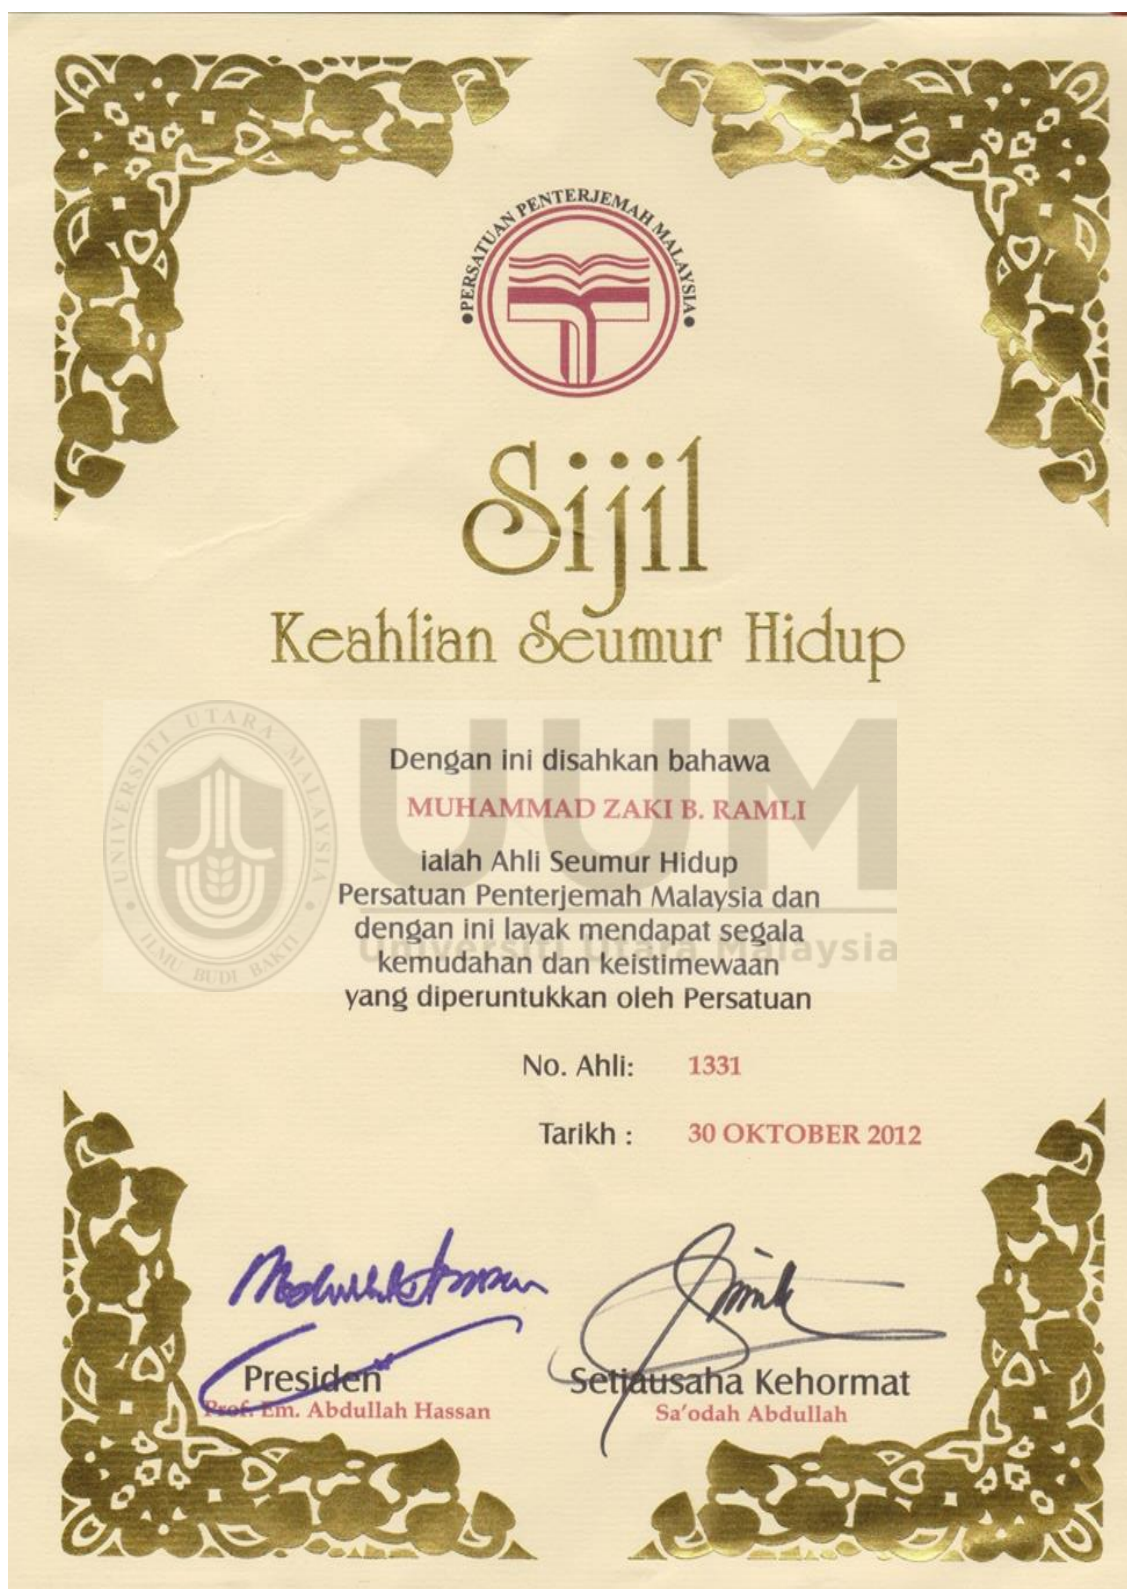 •PERSATUAN PENTERJEMAH MALAYSIA•
Sijil
Keahlian Seumur Hidup
Dengan ini disahkan bahawa
MUHAMMAD ZAKI B. RAMLI
ialah Ahli Seumur Hidup
Persatuan Penterjemah Malaysia dan
dengan ini layak mendapat segala
kemudahan dan keistimewaan
yang diperuntukkan oleh Persatuan
UNIVERSITI UTARA MALAYSIA
ILMU BUDI BAKTI
UUM
Universiti Utara Malaysia
No. Ahli: 1331
Tarikh : 30 OKTOBER 2012
Presiden
Prof. Em. Abdullah Hassan
Setiausaha Kehormat
Sa'odah Abdullah